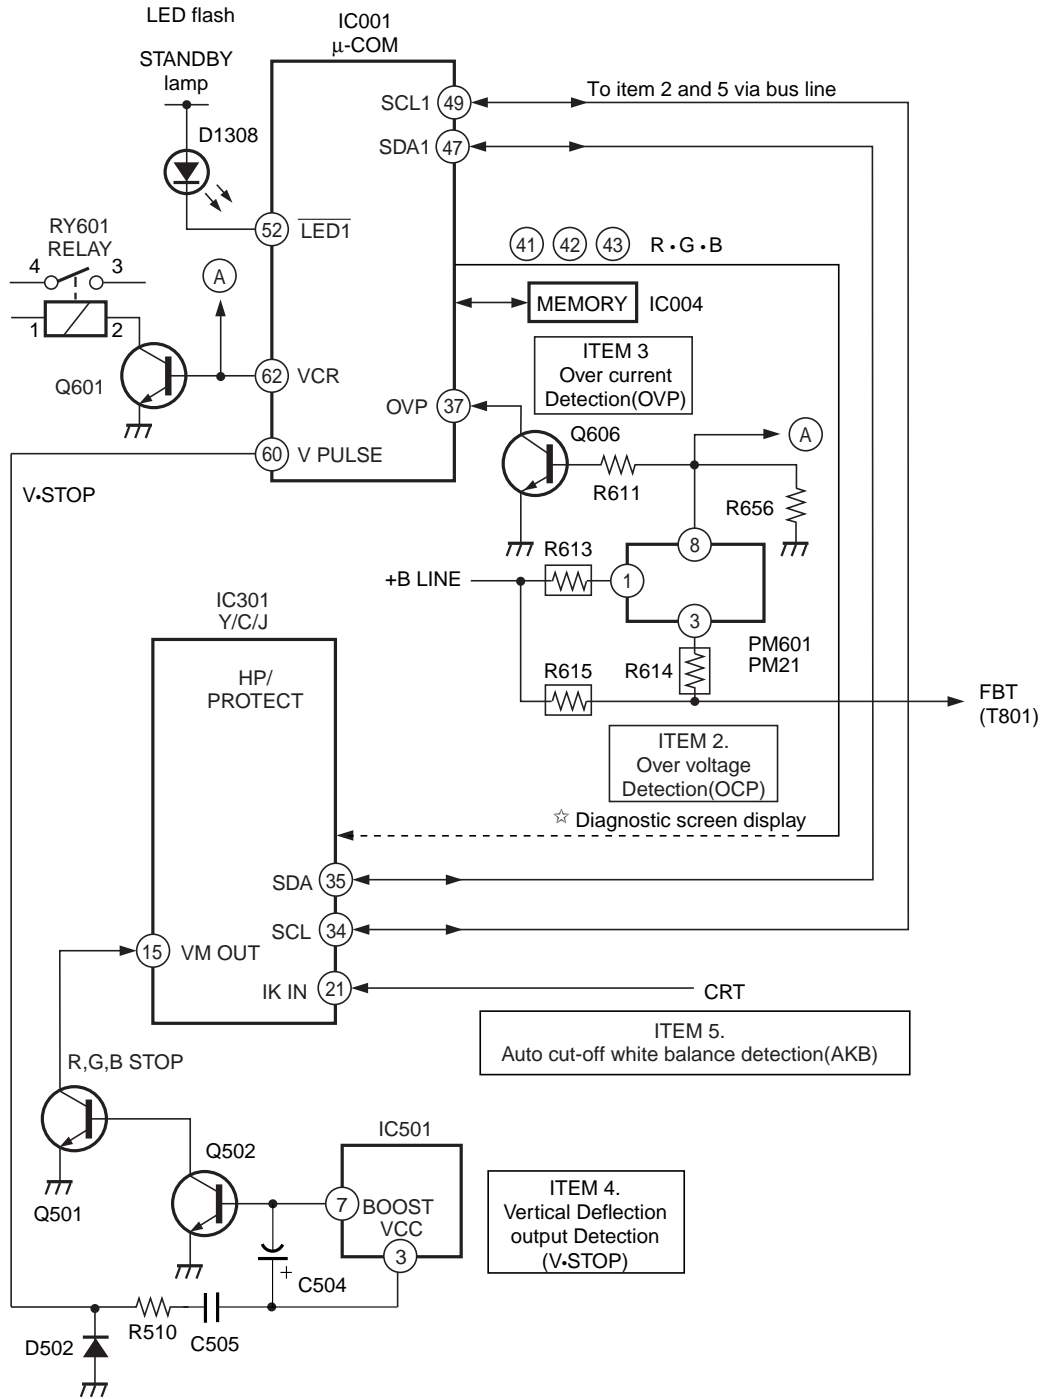 LED flash
IC001
μ-COM
STANDBY
lamp
D1308
SCL1
49
To item 2 and 5 via bus line
SDA1
47
52
LED1
RY601
RELAY
4
3
A
1
2
41
42
43
R•G•B
MEMORY
IC004
Q601
62
VCR
ITEM 3
Over current
Detection(OVP)
OVP
37
60
V PULSE
Q606
A
R611
R656
V•STOP
8
R613
+B LINE
1
3
PM601
PM21
IC301
Y/C/J
HP/
PROTECT
R615
R614
FBT
(T801)
ITEM 2.
Over voltage
Detection(OCP)
☆ Diagnostic screen display
SDA
35
SCL
34
15
VM OUT
IK IN
21
CRT
ITEM 5.
Auto cut-off white balance detection(AKB)
R,G,B STOP
Q501
Q502
IC501
7
BOOST
VCC
3
ITEM 4.
Vertical Deflection
output Detection
(V•STOP)
+
C504
R510
C505
D502